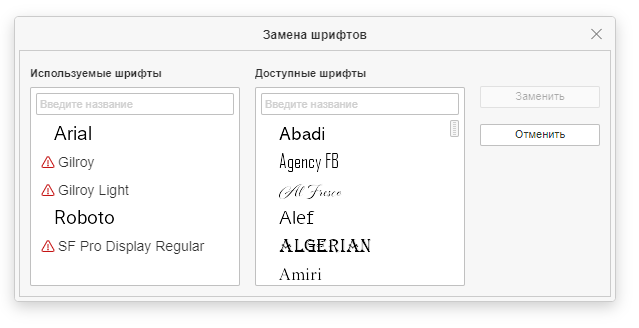 Замена шрифтов
Используемые шрифты
Введите название
Arial
Gilroy
Gilroy Light
Roboto
SF Pro Display Regular
Доступные шрифты
Введите название
Abadi
Agency FB
Al Fresco
Alef
ALGERIAN
Amiri
Заменить
Отменить